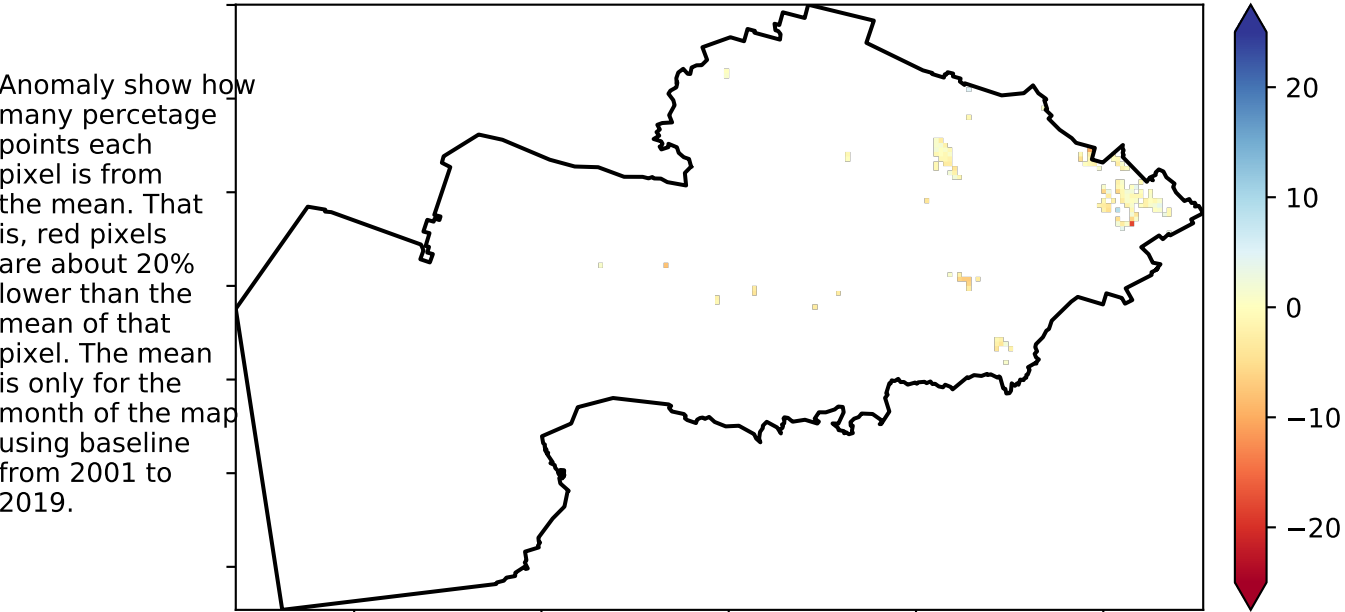 Anomaly show how
many percetage
points each
pixel is from
the mean. That
is, red pixels
are about 20%
lower than the
mean of that
pixel. The mean
is only for the
month of the map
using baseline
from 2001 to
2019.
20
10
0
−10
−20